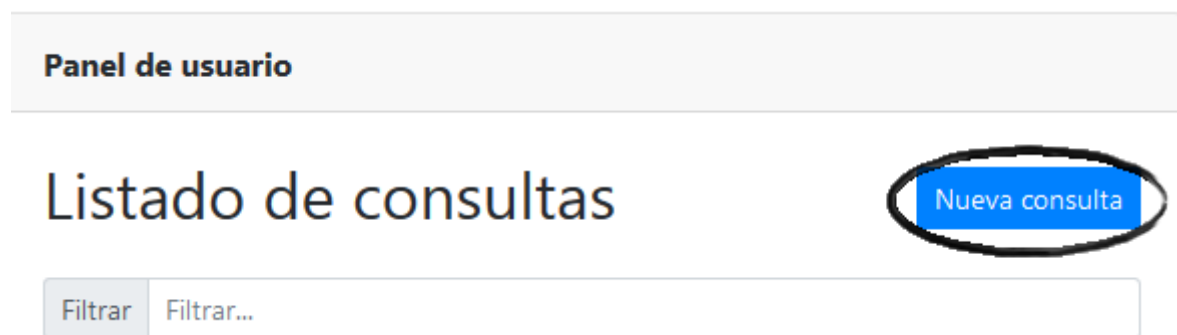 Panel de usuario
Listado de consultas
Nueva consulta
Filtrar Filtrar...